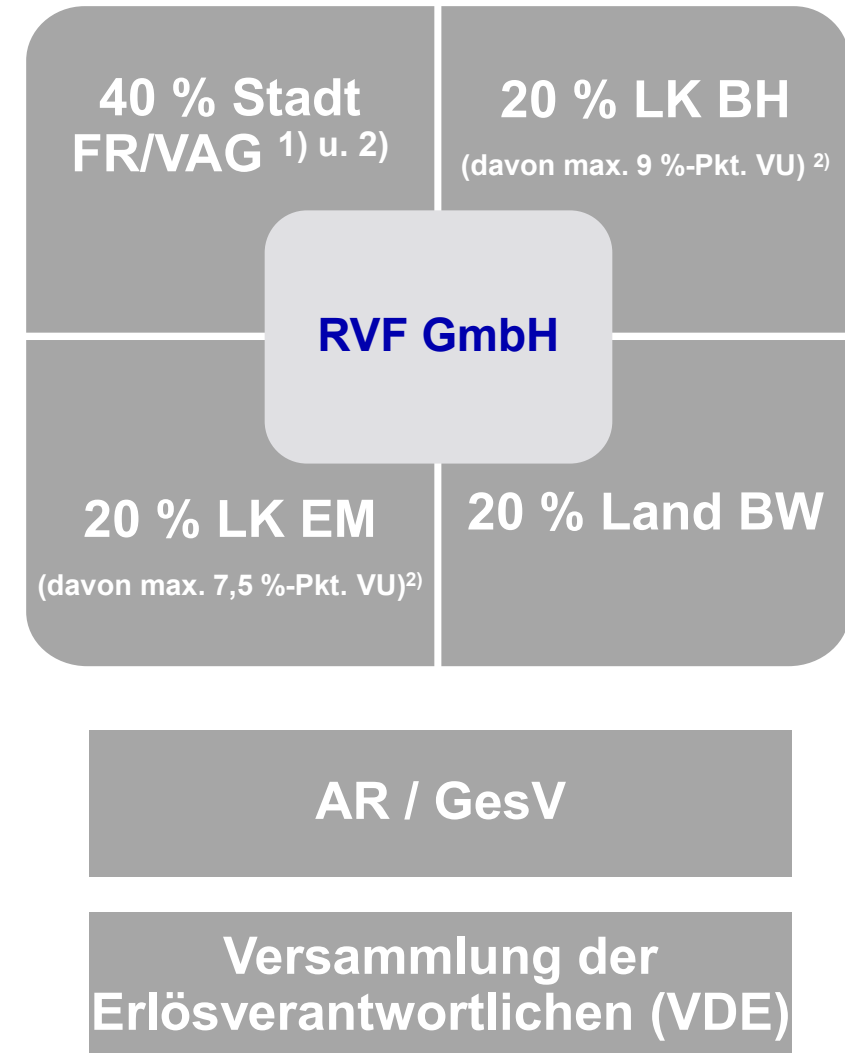 40 % Stadt
FR/VAG 1) u. 2)
20 % LK BH
(davon max. 9 %-Pkt. VU) 2)
RVF GmbH
20 % LK EM
(davon max. 7,5 %-Pkt. VU)2)
20 % Land BW
AR / GesV
Versammlung der
Erlösverantwortlichen (VDE)